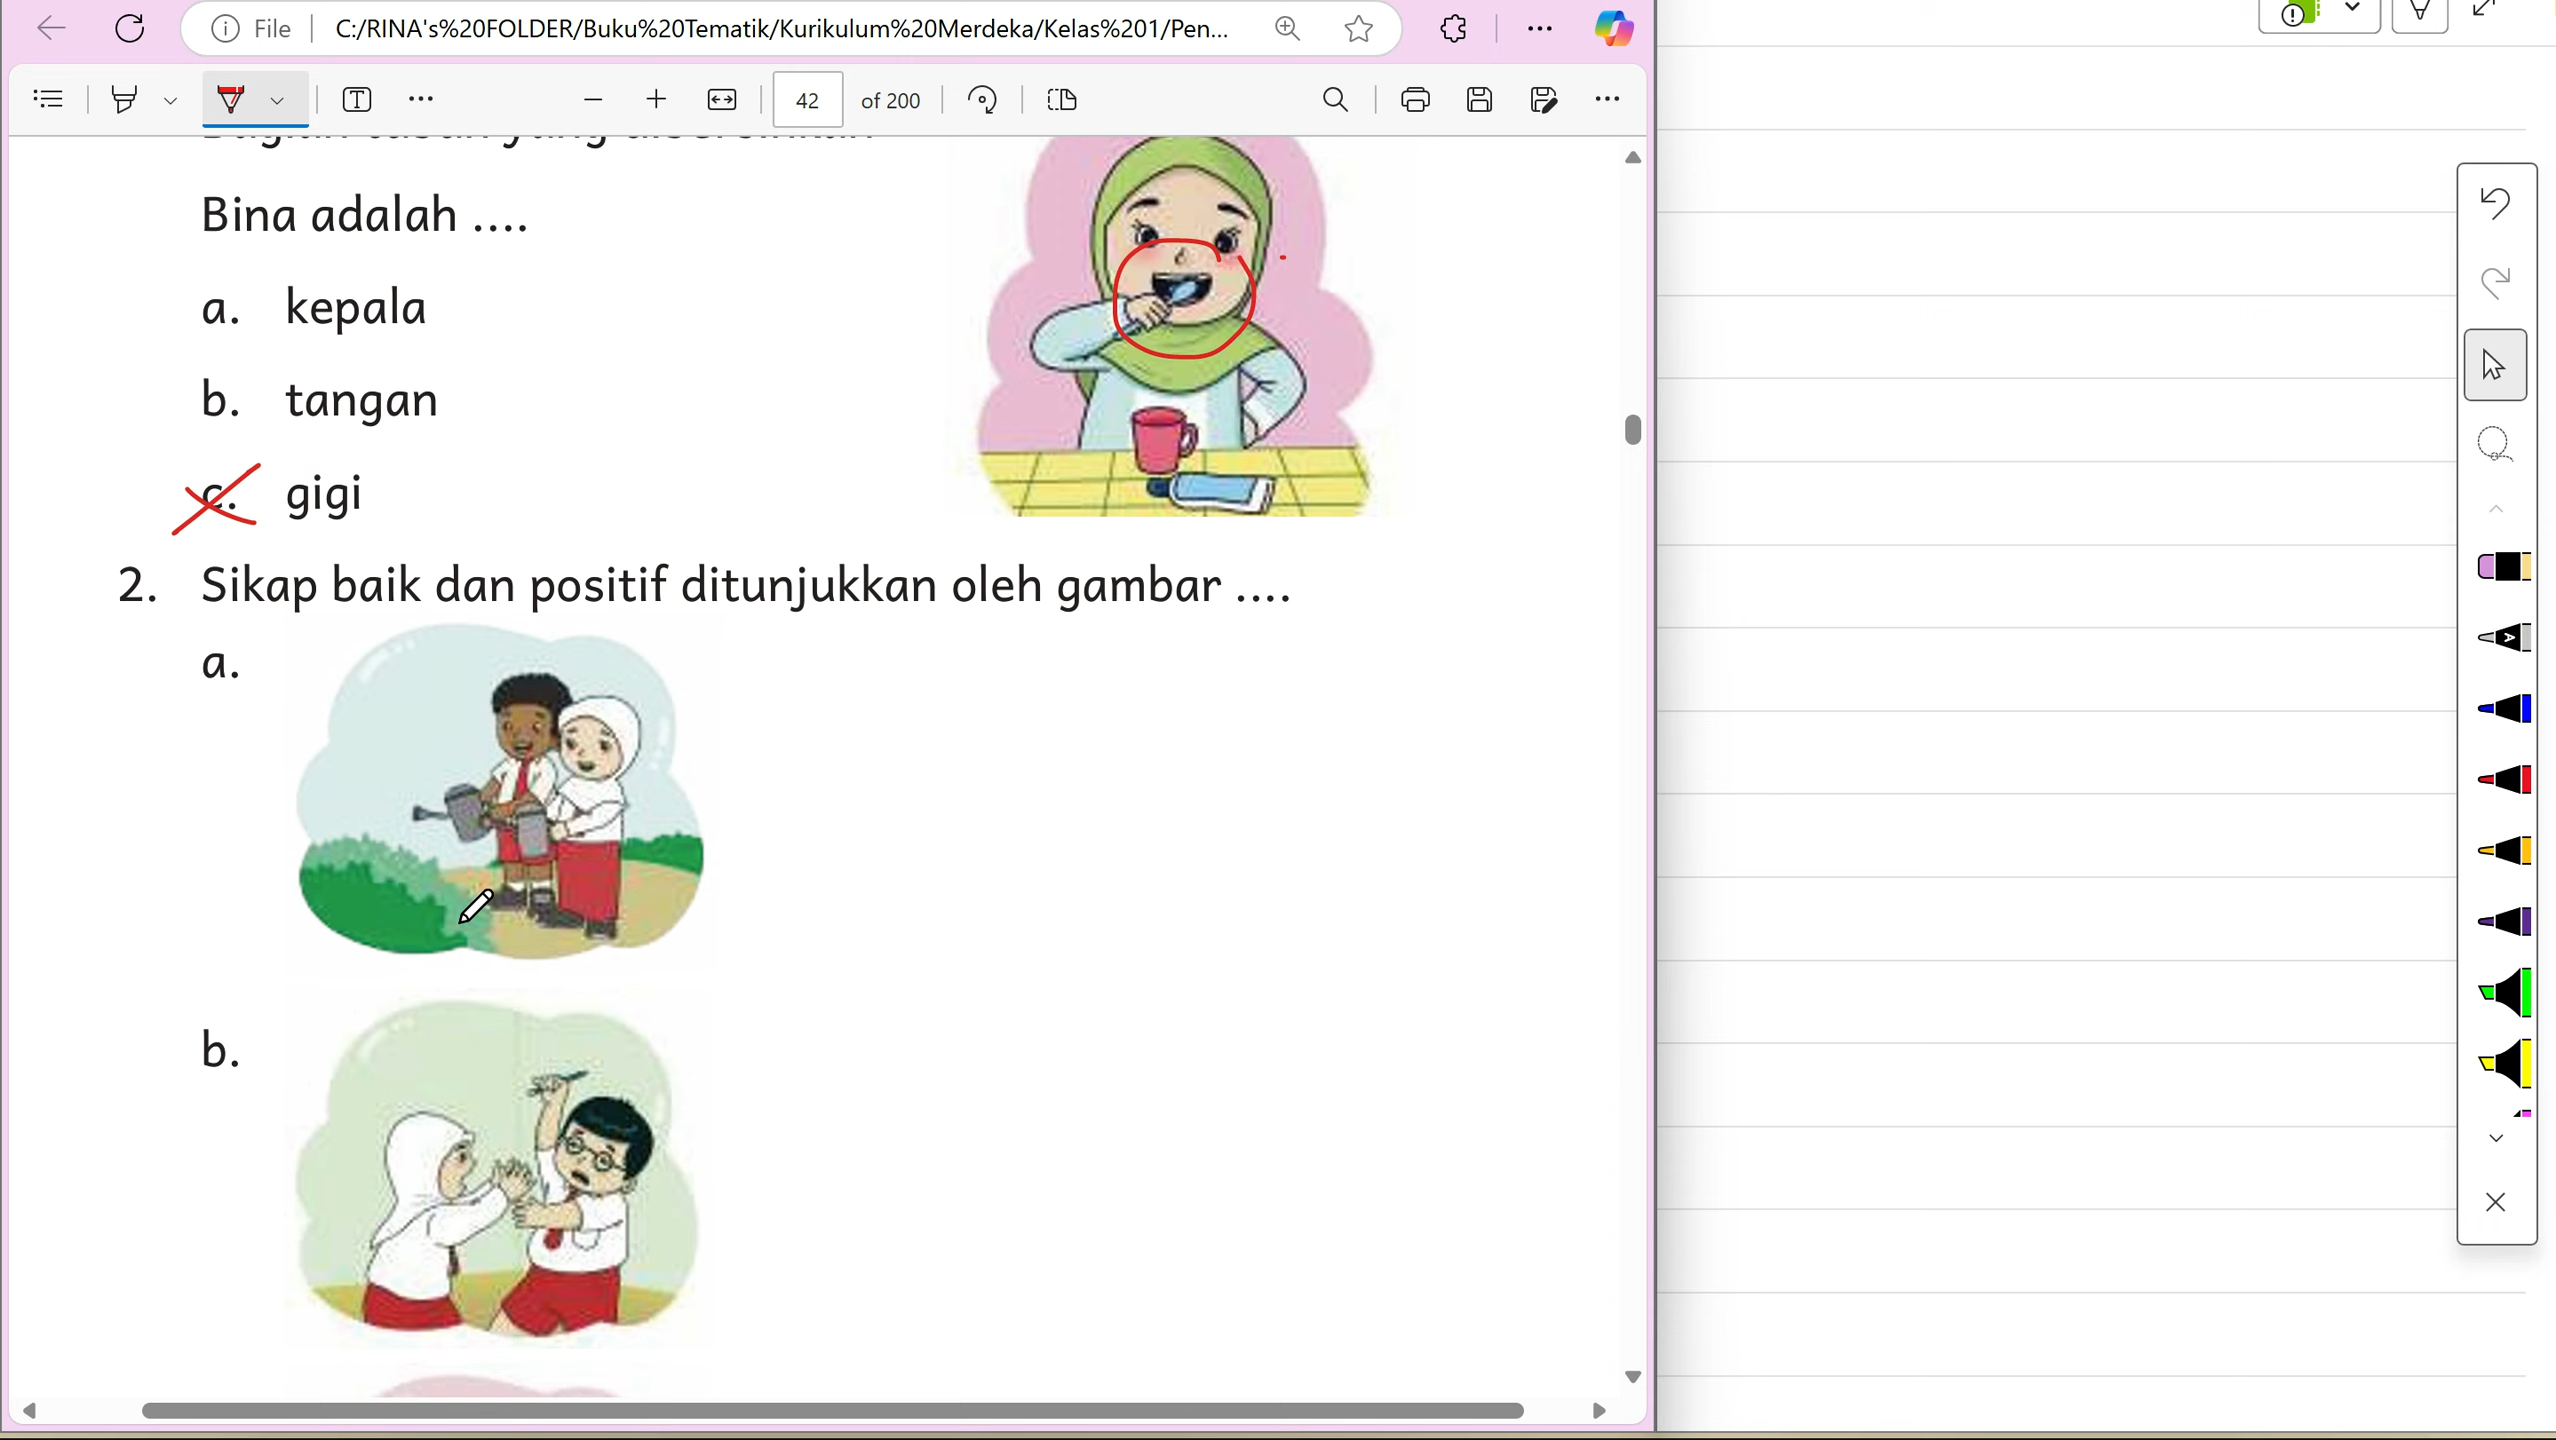 File
C:/RINA's%20FOLDER/Buku%20Tematik/Kurikulum%20Merdeka/Kelas%201/Pen...
42 of 200
Bina adalah ....
a. kepala
b. tangan
c. gigi
2. Sikap baik dan positif ditunjukkan oleh gambar ....
a.
b.